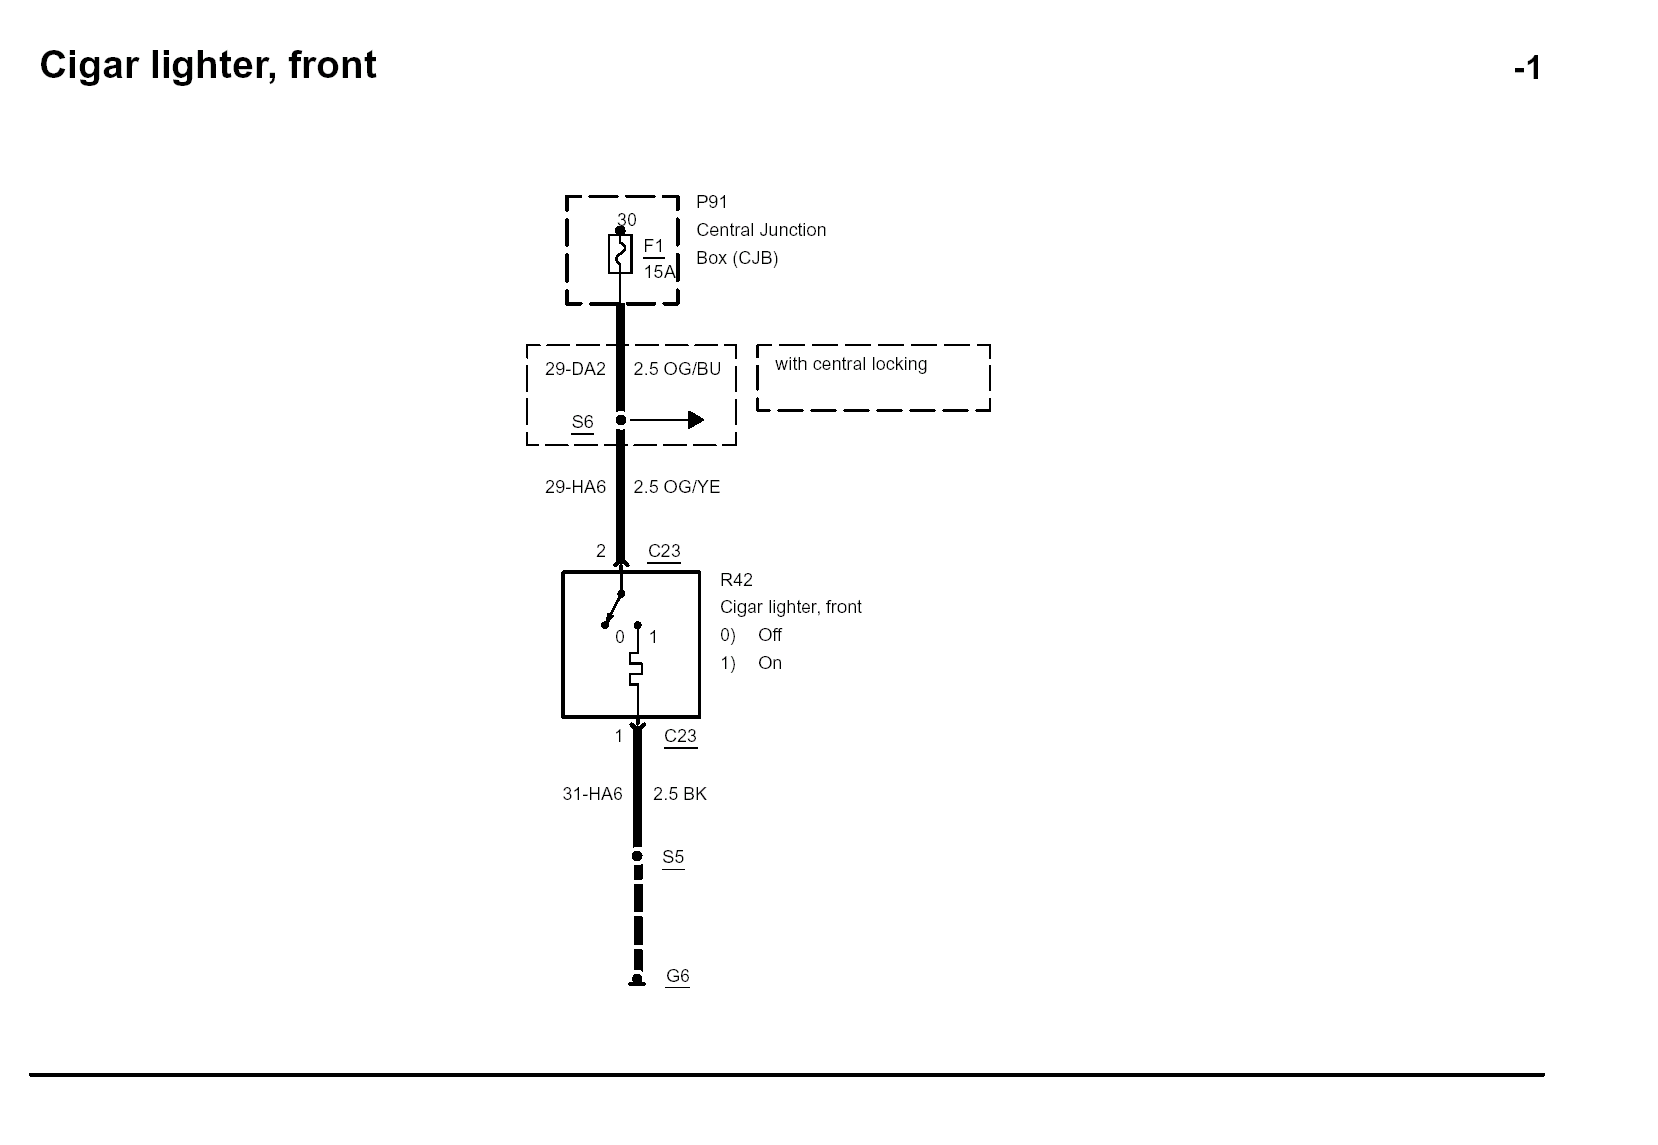 Cigar lighter, front
-1
P91
30
Central Junction
F1
Box (CJB)
15A
with central locking
29-DA2 2.5 OG/BU
S6
29-HA6 2.5 OG/YE
2 C23
R42
Cigar lighter, front
0) Off
0 1
1) On
1 C23
31-HA6 2.5 BK
S5
G6